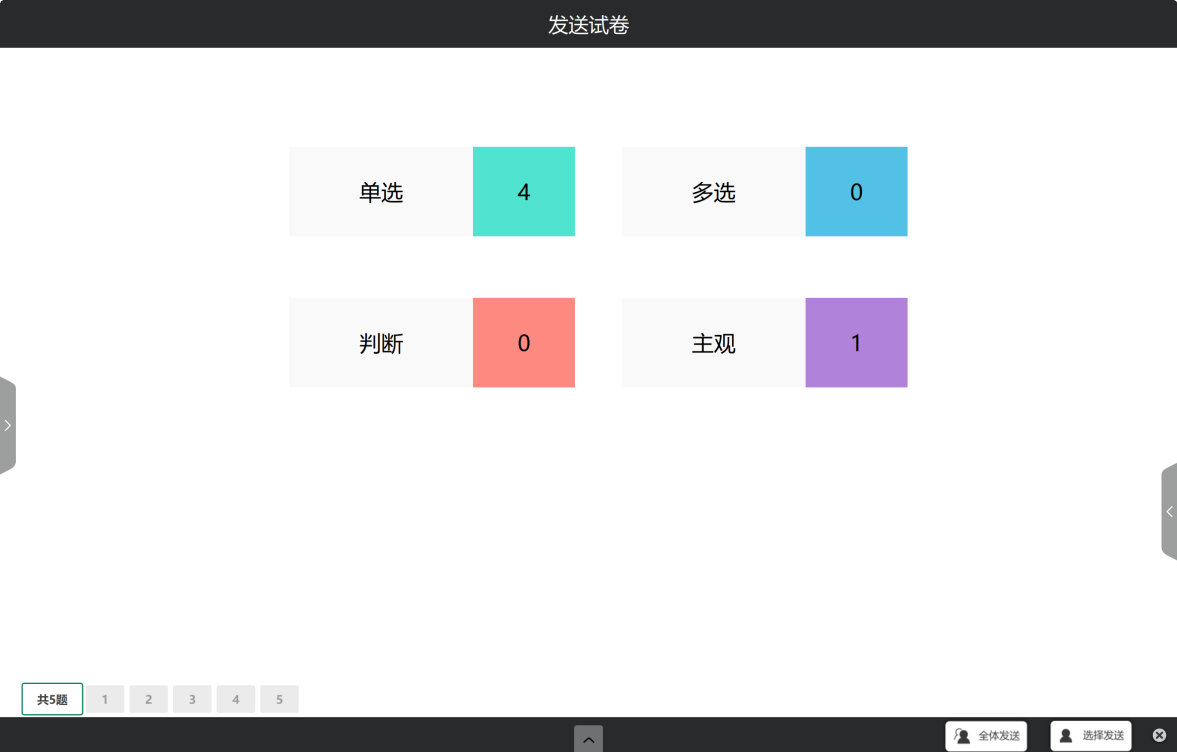 发送试卷
单选 4 多选 0
判断 0 主观 1
共5题 1 2 3 4 5
全体发送 选择发送